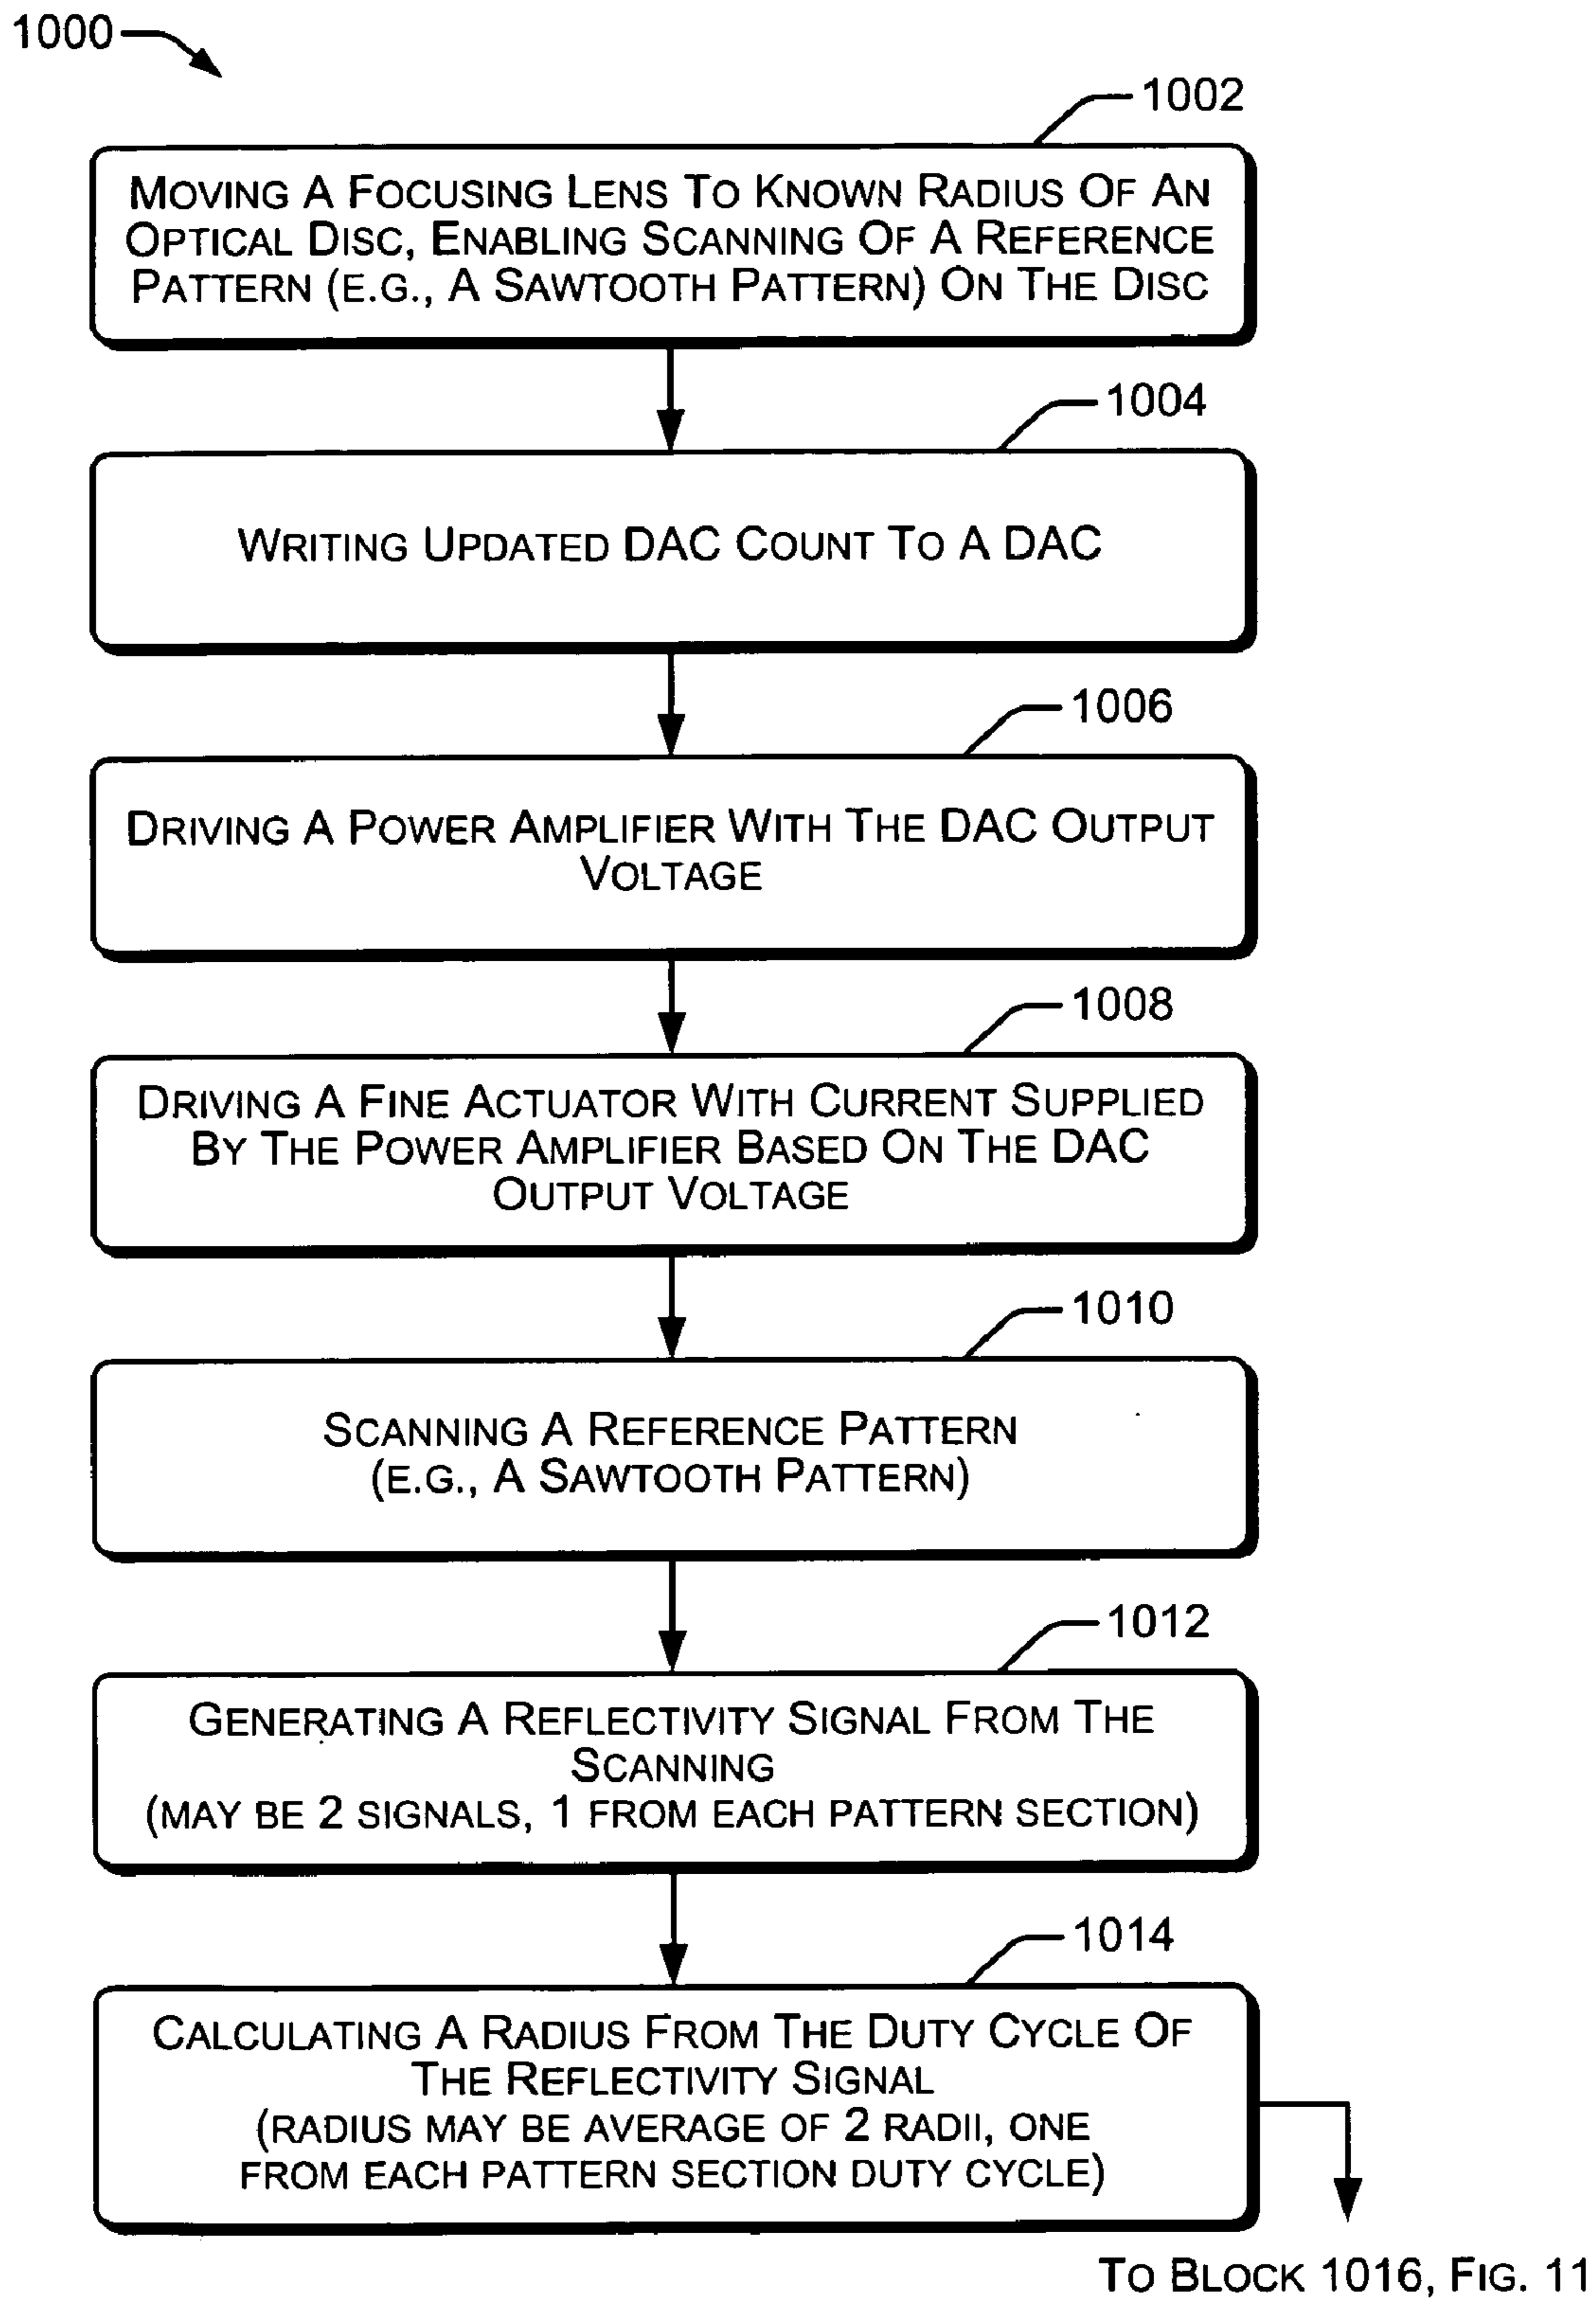 1000
1002
MOVING A FOCUSING LENS TO KNOWN RADIUS OF AN
OPTICAL DISC, ENABLING SCANNING OF A REFERENCE
PATTERN (E.G., A SAWTOOTH PATTERN) ON THE DISC
1004
WRITING UPDATED DAC COUNT TO A DAC
1006
DRIVING A POWER AMPLIFIER WITH THE DAC OUTPUT
VOLTAGE
1008
DRIVING A FINE ACTUATOR WITH CURRENT SUPPLIED
BY THE POWER AMPLIFIER BASED ON THE DAC
OUTPUT VOLTAGE
1010
SCANNING A REFERENCE PATTERN
(E.G., A SAWTOOTH PATTERN)
1012
GENERATING A REFLECTIVITY SIGNAL FROM THE
SCANNING
(MAY BE 2 SIGNALS, 1 FROM EACH PATTERN SECTION)
1014
CALCULATING A RADIUS FROM THE DUTY CYCLE OF
THE REFLECTIVITY SIGNAL
(RADIUS MAY BE AVERAGE OF 2 RADII, ONE
FROM EACH PATTERN SECTION DUTY CYCLE)
TO BLOCK 1016, FIG. 11